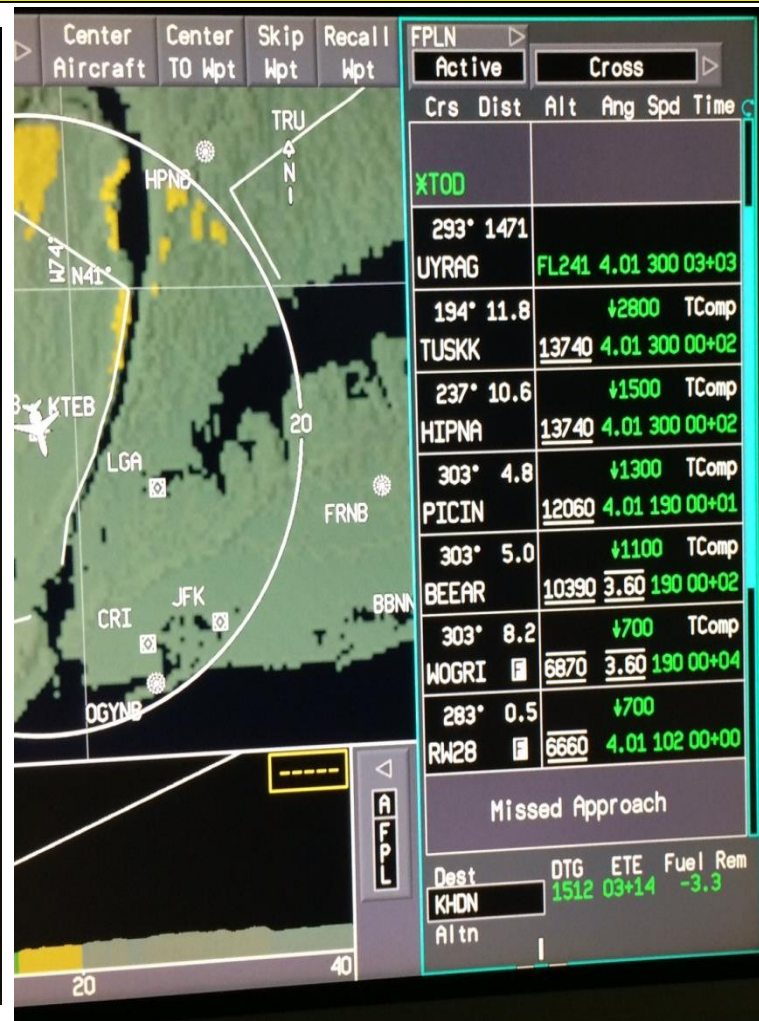 Center Center Skip Recall
Aircraft TO Wpt Wpt Wpt
TRU
N
HPNB
W74°
N41°
KTEB
20
LGA
FRNB
JFK
CRI
BBNN
OGYNB
-----
A
F
P
L
20
40
FPLN
Active Cross
Crs Dist Alt Ang Spd Time
*TOD
293° 1471
UYRAG FL241 4.01 300 03+03
194° 11.8 ↓2800 TComp
TUSKK 13740 4.01 300 00+02
237° 10.6 ↓1500 TComp
HIPNA 13740 4.01 300 00+02
303° 4.8 ↓1300 TComp
PICIN 12060 4.01 190 00+01
303° 5.0 ↓1100 TComp
BEEAR 10390 3.60 190 00+02
303° 8.2 ↓700 TComp
WOGRI F 6870 3.60 190 00+04
283° 0.5 ↓700
RW28 F 6660 4.01 102 00+00
Missed Approach
Dest DTG ETE Fuel Rem
KHDN 1512 03+14 -3.3
Altn